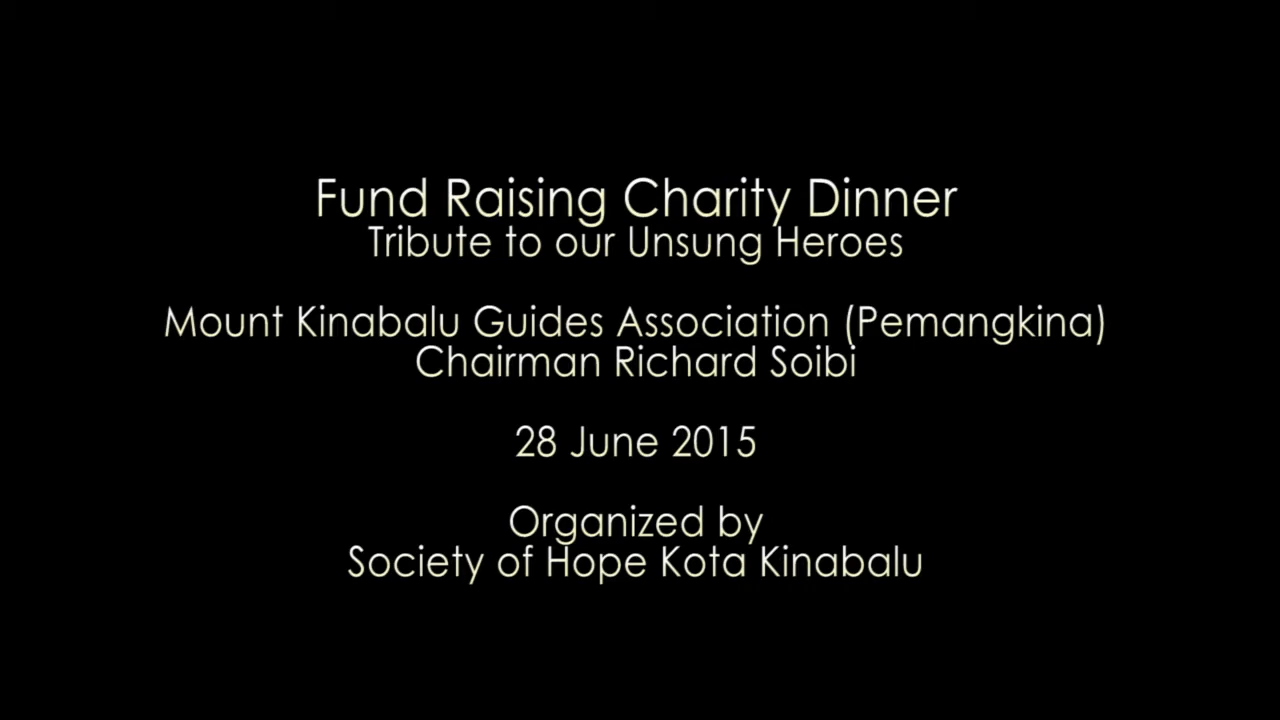 Fund Raising Charity Dinner
Tribute to our Unsung Heroes
Mount Kinabalu Guides Association (Pemangkina)
Chairman Richard Soibi
28 June 2015
Organized by
Society of Hope Kota Kinabalu